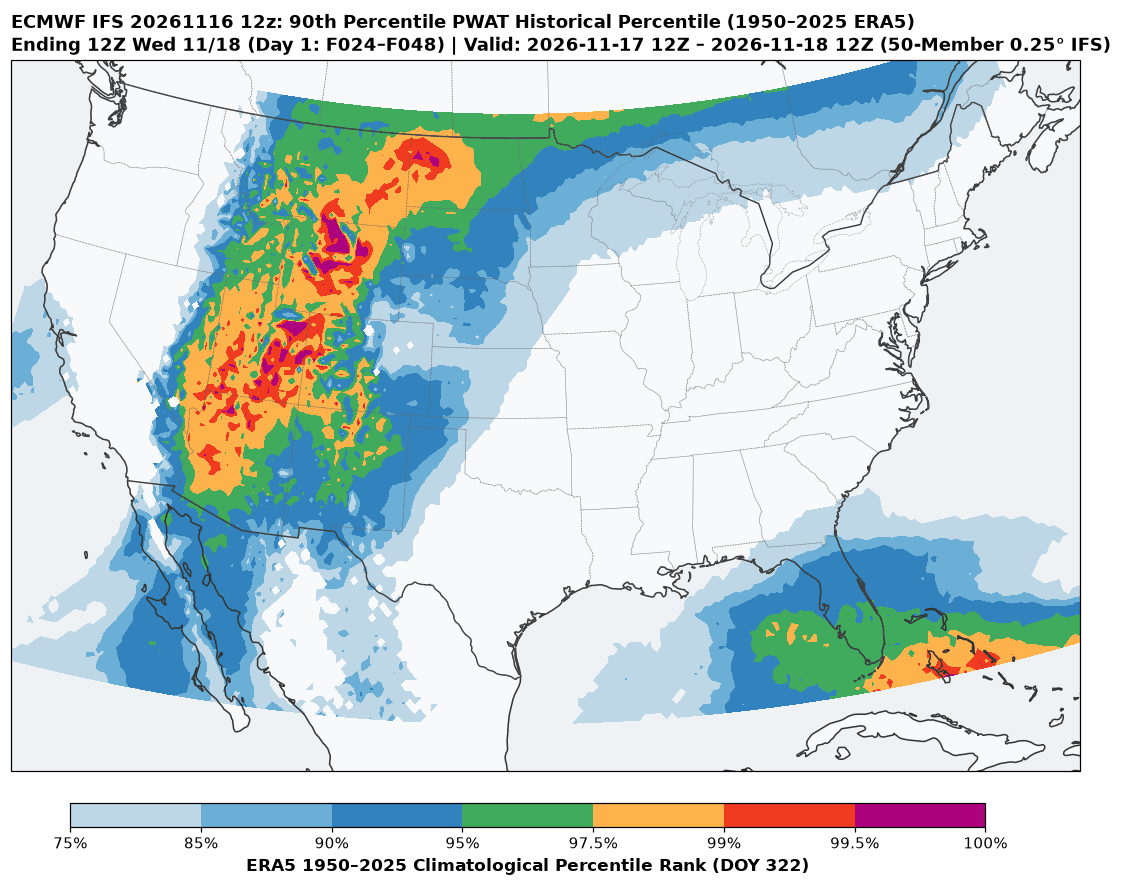 ECMWF IFS 20261116 12z: 90th Percentile PWAT Historical Percentile (1950–2025 ERA5)
Ending 12Z Wed 11/18 (Day 1: F024–F048) | Valid: 2026-11-17 12Z – 2026-11-18 12Z (50-Member 0.25° IFS)
75% 85% 90% 95% 97.5% 99% 99.5% 100%
ERA5 1950–2025 Climatological Percentile Rank (DOY 322)